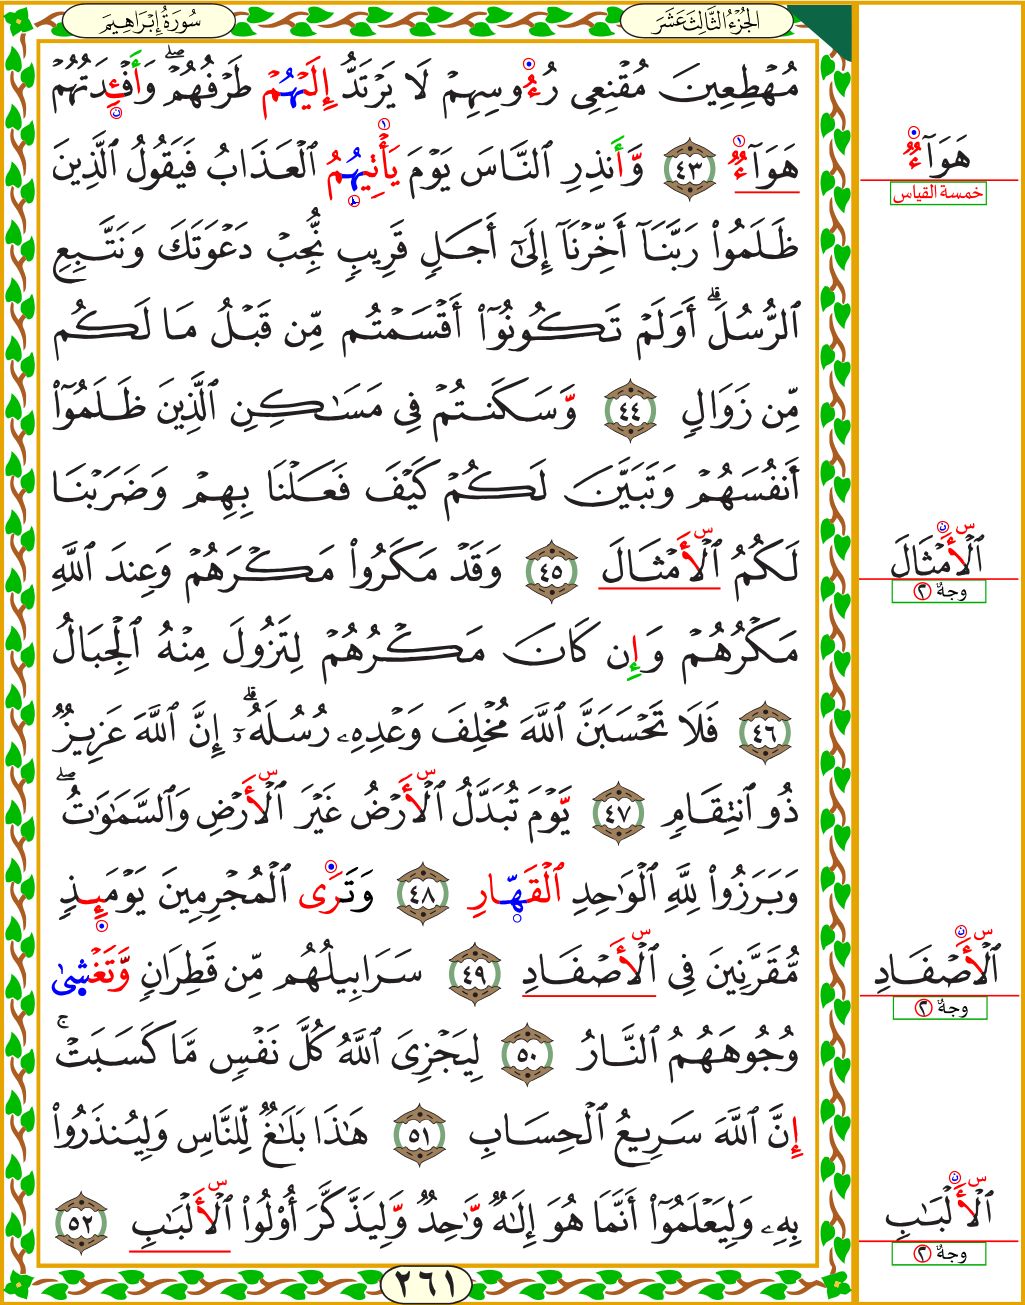 سُورَةُ إِبْرَاهِيمَ
الجُزْءُ الثَّالِثَ عَشَرَ
مُهْطِعِينَ مُقْنِعِى رُءُوسِهِمْ لَا يَرْتَدُّ إِلَيْهُمْ طَرْفُهُمْ ۖ وَأَفْـِٔدَتُهُمْ
هَوَآءٌ ٤٣ وَّأَنذِرِ ٱلنَّاسَ يَوْمَ يَأْتِيهُمُ ٱلْعَذَابُ فَيَقُولُ ٱلَّذِينَ
ظَلَمُوا۟ رَبَّنَآ أَخِّرْنَآ إِلَىٰٓ أَجَلٍ قَرِيبٍ نُّجِبْ دَعْوَتَكَ وَنَتَّبِعِ
ٱلرُّسُلَ ۗ أَوَلَمْ تَكُونُوٓا۟ أَقْسَمْتُم مِّن قَبْلُ مَا لَكُم
مِّن زَوَالٍ ٤٤ وَّسَكَنتُمْ فِى مَسَـٰكِنِ ٱلَّذِينَ ظَلَمُوٓا۟
أَنفُسَهُمْ وَتَبَيَّنَ لَكُمْ كَيْفَ فَعَلْنَا بِهِمْ وَضَرَبْنَا
لَكُمُ ٱلْأَمْثَالَ ٤٥ وَقَدْ مَكَرُوا۟ مَكْرَهُمْ وَعِندَ ٱللَّهِ
مَكْرُهُمْ وَإِن كَانَ مَكْرُهُمْ لِتَزُولَ مِنْهُ ٱلْجِبَالُ
٤٦ فَلَا تَحْسَبَنَّ ٱللَّهَ مُخْلِفَ وَعْدِهِۦ رُسُلَهُۥٓ ۗ إِنَّ ٱللَّهَ عَزِيزٌ
ذُو ٱنتِقَامٍ ٤٧ يَّوْمَ تُبَدَّلُ ٱلْأَرْضُ غَيْرَ ٱلْأَرْضِ وَٱلسَّمَـٰوَٰتُ ۖ
وَبَرَزُوا۟ لِلَّهِ ٱلْوَٰحِدِ ٱلْقَهَّارِ ٤٨ وَتَرَى ٱلْمُجْرِمِينَ يَوْمَئِذٍ
مُّقَرَّنِينَ فِى ٱلْأَصْفَادِ ٤٩ سَرَابِيلُهُم مِّن قَطِرَانٍ وَّتَغْشَىٰ
وُجُوهَهُمُ ٱلنَّارُ ٥٠ لِيَجْزِىَ ٱللَّهُ كُلَّ نَفْسٍ مَّا كَسَبَتْ ۚ
إِنَّ ٱللَّهَ سَرِيعُ ٱلْحِسَابِ ٥١ هَـٰذَا بَلَـٰغٌ لِّلنَّاسِ وَلِيُنذَرُوا۟
بِهِۦ وَلِيَعْلَمُوٓا۟ أَنَّمَا هُوَ إِلَـٰهٌ وَّٰحِدٌ وَّلِيَذَّكَّرَ أُو۟لُوا۟ ٱلْأَلْبَـٰبِ ٥٢
٢٦١
هَوَآءٌ
خمسة القياس
ٱلْأَمْثَالَ
وجهٌ ٢
ٱلْأَصْفَادِ
وجهٌ ٢
ٱلْأَلْبَـٰبِ
وجهٌ ٢